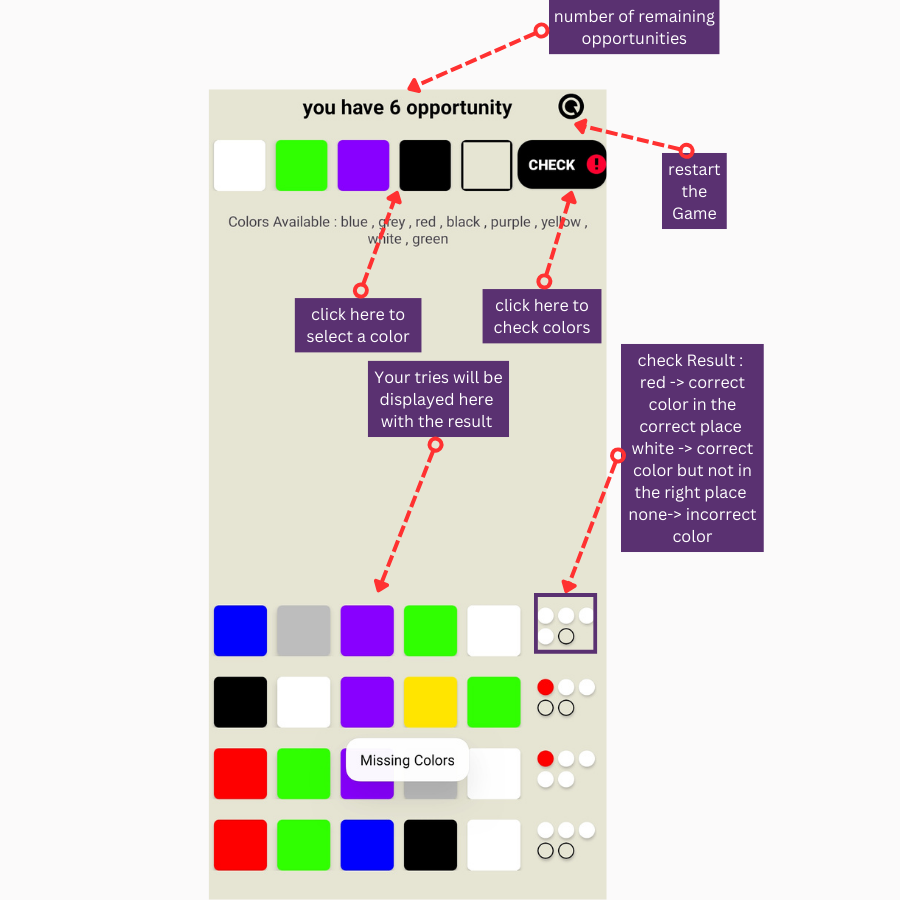 number of remaining
opportunities
you have 6 opportunity
restart
the
Game
CHECK !
Colors Available : blue , grey , red , black , purple , yellow ,
white , green
click here to
select a color
click here to
check colors
Your tries will be
displayed here
with the result
check Result :
red -> correct
color in the
correct place
white -> correct
color but not in
the right place
none-> incorrect
color
Missing Colors